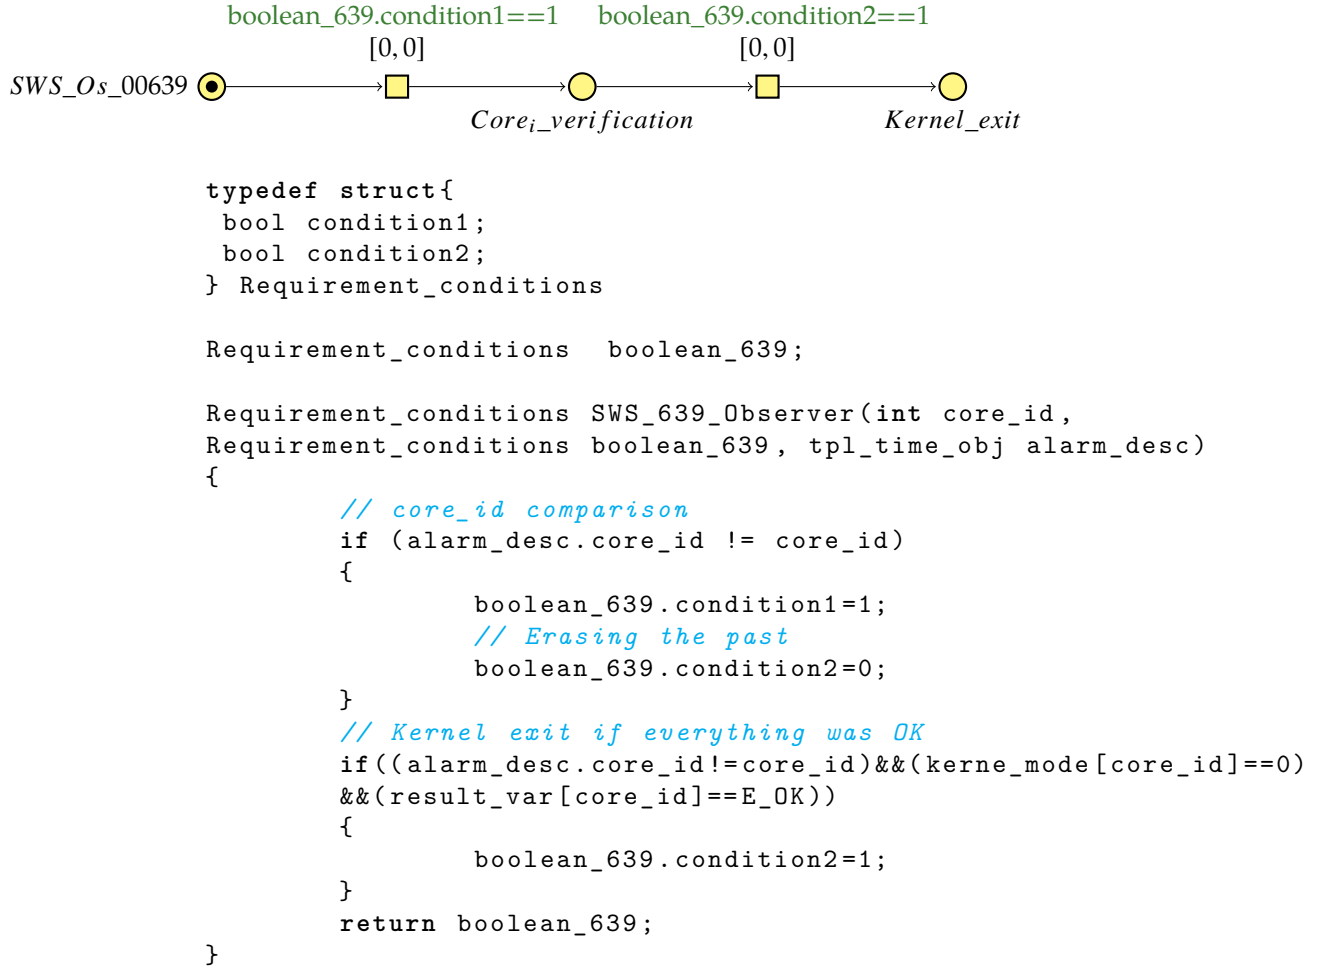 boolean_639.condition1==1 boolean_639.condition2==1
[0, 0] [0, 0]
SWS_Os_00639
Core_i_verification Kernel_exit
typedef struct{
bool condition1;
bool condition2;
} Requirement_conditions
Requirement_conditions boolean_639;
Requirement_conditions SWS_639_Observer(int core_id,
Requirement_conditions boolean_639, tpl_time_obj alarm_desc)
{
// core_id comparison
if (alarm_desc.core_id != core_id)
{
boolean_639.condition1=1;
// Erasing the past
boolean_639.condition2=0;
}
// Kernel exit if everything was OK
if((alarm_desc.core_id!=core_id)&&(kerne_mode[core_id]==0)
&&(result_var[core_id]==E_OK))
{
boolean_639.condition2=1;
}
return boolean_639;
}